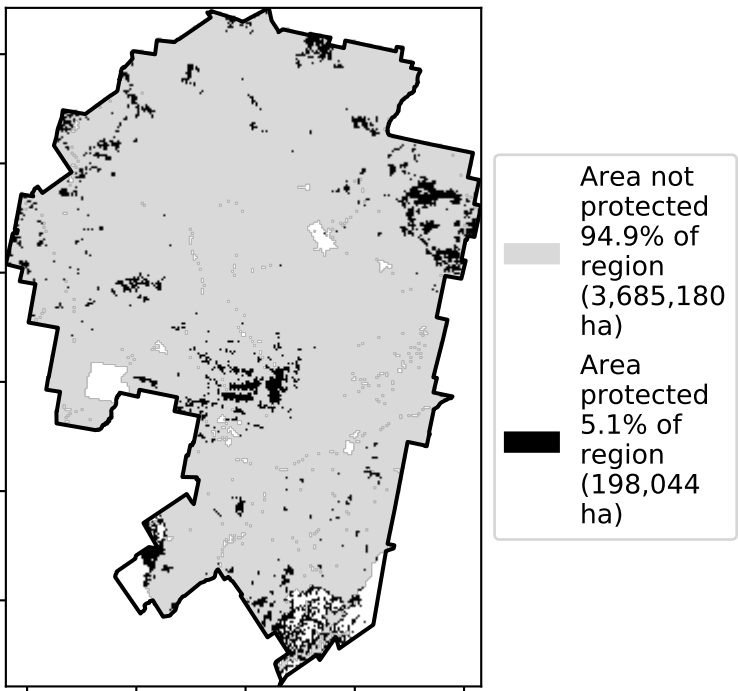 Area not
protected
94.9% of
region
(3,685,180
ha)
Area
protected
5.1% of
region
(198,044
ha)